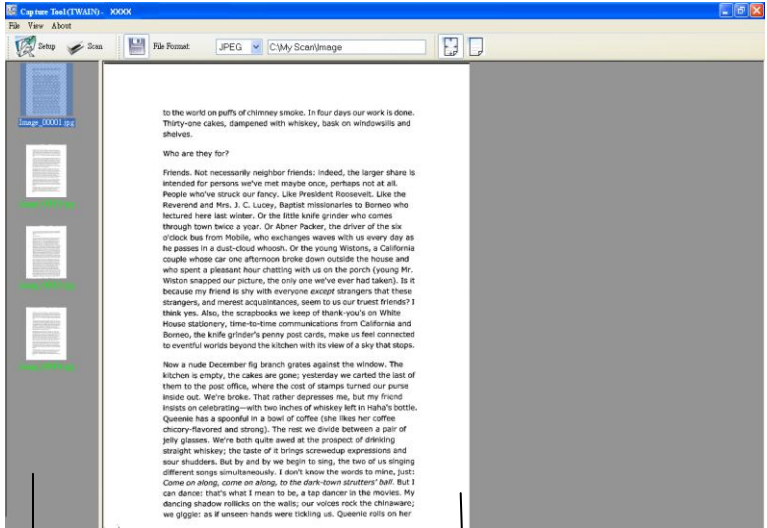 Capture Tool(TWAIN)- XXXX
File View About
Setup Scan File Format: JPEG C:\My Scan\Image
Image_00001.jpg
to the world on puffs of chimney smoke. In four days our work is done.
Thirty-one cakes, dampened with whiskey, bask on windowsills and
shelves.
Who are they for?
Friends. Not necessarily neighbor friends: indeed, the larger share is
intended for persons we've met maybe once, perhaps not at all.
People who've struck our fancy. Like President Roosevelt. Like the
Reverend and Mrs. J. C. Lucey, Baptist missionaries to Borneo who
lectured here last winter. Or the little knife grinder who comes
through town twice a year. Or Abner Packer, the driver of the six
o'clock bus from Mobile, who exchanges waves with us every day as
he passes in a dust-cloud whoosh. Or the young Wistons, a California
couple whose car one afternoon broke down outside the house and
who spent a pleasant hour chatting with us on the porch (young Mr.
Wiston snapped our picture, the only one we've ever had taken). Is it
because my friend is shy with everyone except strangers that these
strangers, and merest acquaintances, seem to us our truest friends? I
think yes. Also, the scrapbooks we keep of thank-you's on White
House stationery, time-to-time communications from California and
Borneo, the knife grinder's penny post cards, make us feel connected
to eventful worlds beyond the kitchen with its view of a sky that stops.
Now a nude December fig branch grates against the window. The
kitchen is empty, the cakes are gone; yesterday we carted the last of
them to the post office, where the cost of stamps turned our purse
inside out. We're broke. That rather depresses me, but my friend
insists on celebrating—with two inches of whiskey left in Haha's bottle.
Queenie has a spoonful in a bowl of coffee (she likes her coffee
chicory-flavored and strong). The rest we divide between a pair of
jelly glasses. We're both quite awed at the prospect of drinking
straight whiskey; the taste of it brings screwedup expressions and
sour shudders. But by and by we begin to sing, the two of us singing
different songs simultaneously. I don't know the words to mine, just:
Come on along, come on along, to the dark-town strutters' ball. But I
can dance: that's what I mean to be, a tap dancer in the movies. My
dancing shadow rollicks on the walls; our voices rock the chinaware;
we giggle: as if unseen hands were tickling us. Queenie rolls on her